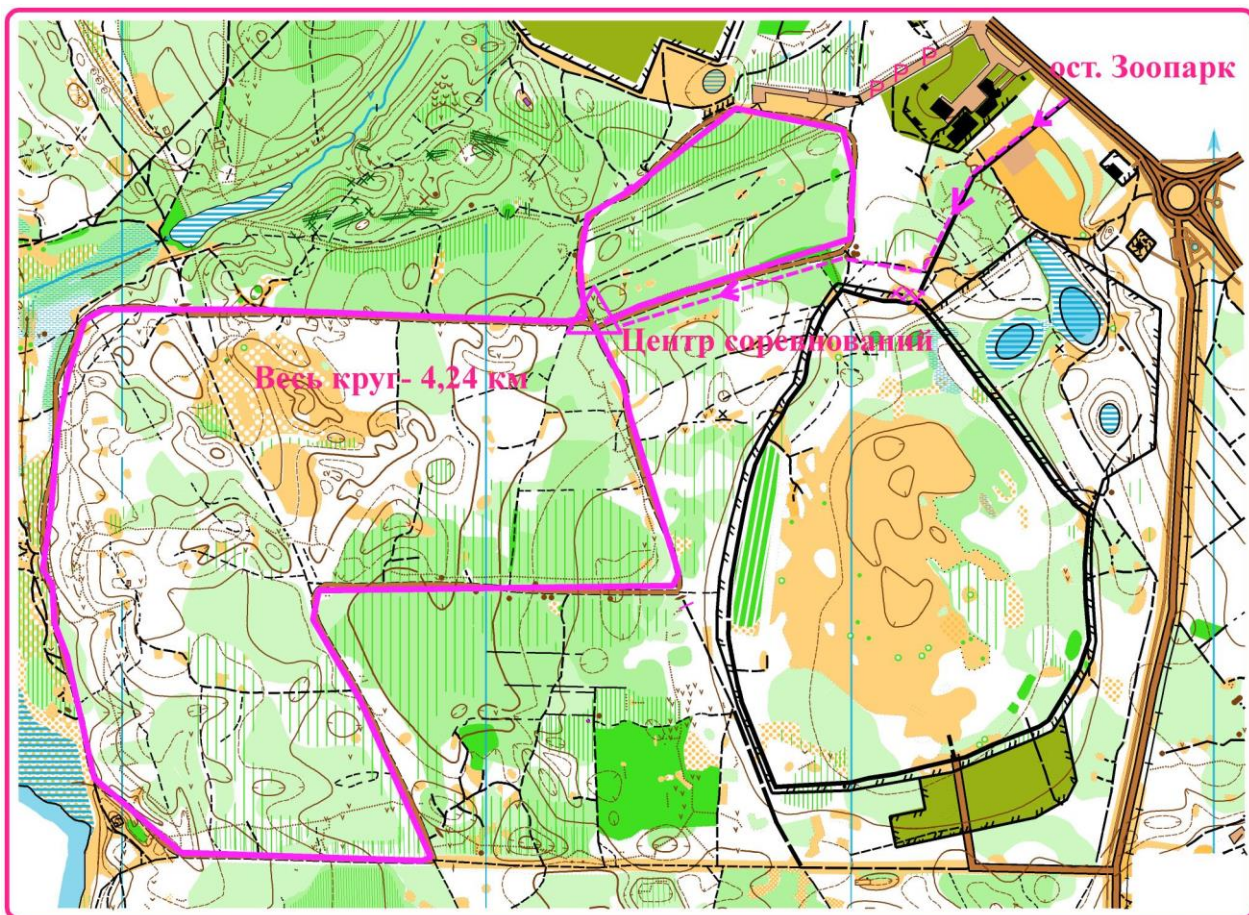 P P P
ост. Зоопарк
Центр соревнований
Весь круг- 4,24 км